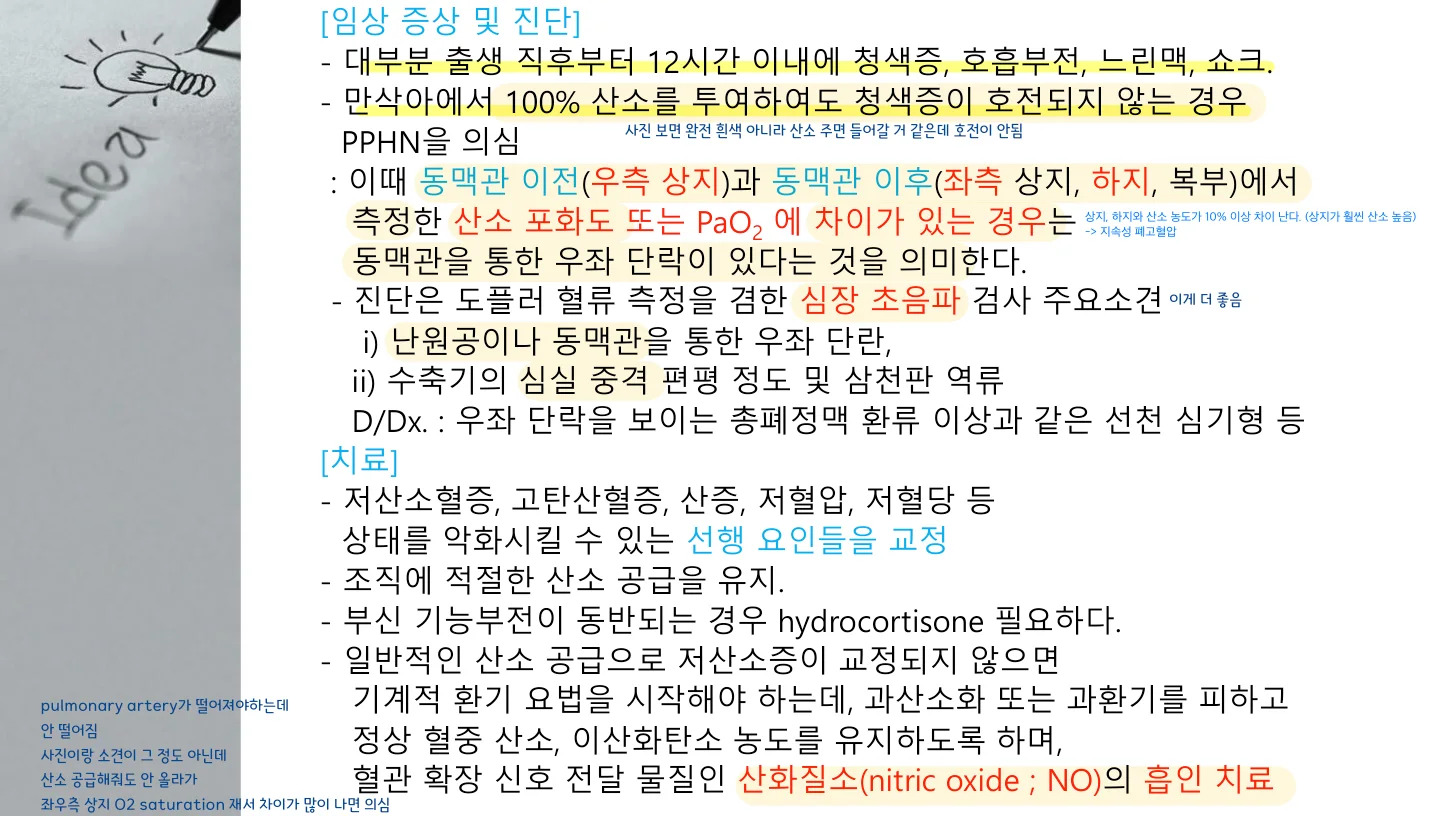 Idea
[임상 증상 및 진단]
- 대부분 출생 직후부터 12시간 이내에 청색증, 호흡부전, 느린맥, 쇼크.
- 만삭아에서 100% 산소를 투여하여도 청색증이 호전되지 않는 경우
사진 보면 완전 흰색 아니라 산소 주면 들어갈 거 같은데 호전이 안됨
PPHN을 의심
: 이때 동맥관 이전(우측 상지)과 동맥관 이후(좌측 상지, 하지, 복부)에서
측정한 산소 포화도 또는 PaO₂ 에 차이가 있는 경우는
상지, 하지와 산소 농도가 10% 이상 차이 난다. (상지가 훨씬 산소 높음)
-> 지속성 폐고혈압
동맥관을 통한 우좌 단락이 있다는 것을 의미한다.
- 진단은 도플러 혈류 측정을 겸한 심장 초음파 검사 주요소견 이게 더 좋음
i) 난원공이나 동맥관을 통한 우좌 단란,
ii) 수축기의 심실 중격 편평 정도 및 삼천판 역류
D/Dx. : 우좌 단락을 보이는 총폐정맥 환류 이상과 같은 선천 심기형 등
[치료]
- 저산소혈증, 고탄산혈증, 산증, 저혈압, 저혈당 등
상태를 악화시킬 수 있는 선행 요인들을 교정
- 조직에 적절한 산소 공급을 유지.
- 부신 기능부전이 동반되는 경우 hydrocortisone 필요하다.
- 일반적인 산소 공급으로 저산소증이 교정되지 않으면
기계적 환기 요법을 시작해야 하는데, 과산소화 또는 과환기를 피하고
정상 혈중 산소, 이산화탄소 농도를 유지하도록 하며,
혈관 확장 신호 전달 물질인 산화질소(nitric oxide ; NO)의 흡인 치료
pulmonary artery가 떨어져야하는데
안 떨어짐
사진이랑 소견이 그 정도 아닌데
산소 공급해줘도 안 올라가
좌우측 상지 O2 saturation 재서 차이가 많이 나면 의심